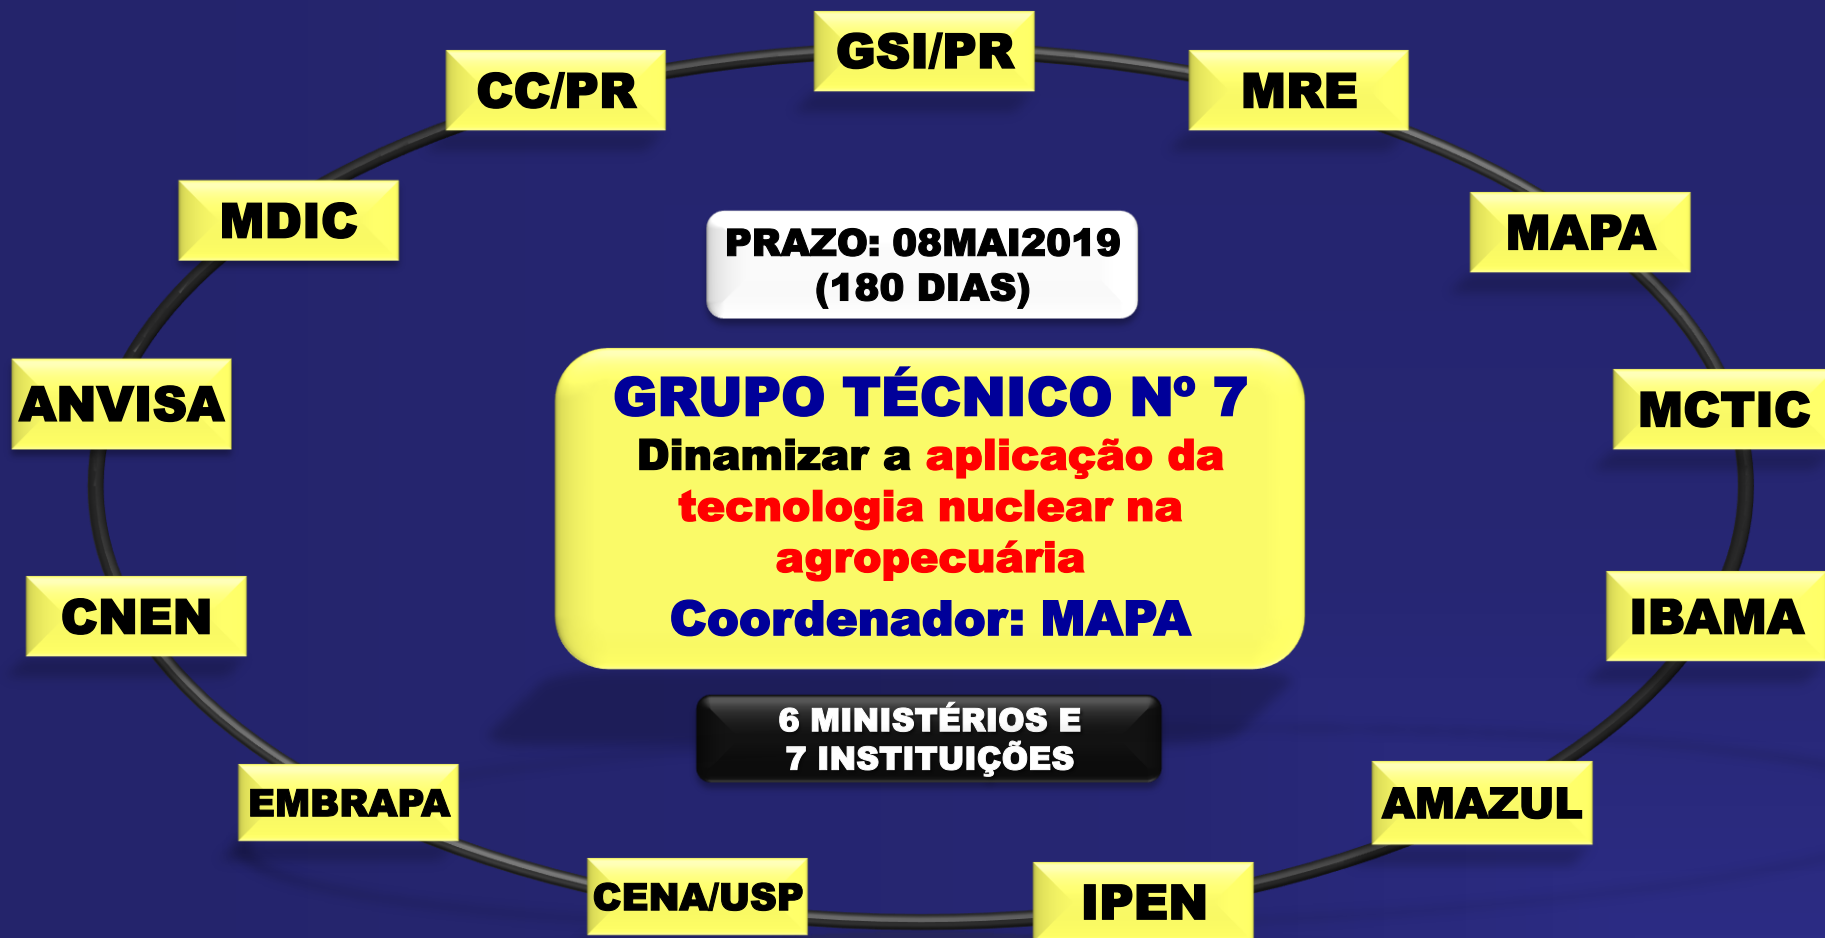 GSI/PR
CC/PR
MRE
MDIC
MAPA
PRAZO: 08MAI2019
(180 DIAS)
ANVISA
MCTIC
GRUPO TÉCNICO Nº 7
Dinamizar a aplicação da
tecnologia nuclear na
agropecuária
Coordenador: MAPA
CNEN
IBAMA
6 MINISTÉRIOS E
7 INSTITUIÇÕES
EMBRAPA
AMAZUL
CENA/USP
IPEN